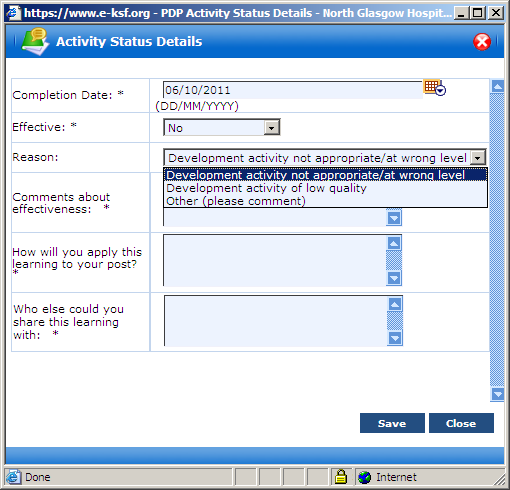 https://www.e-ksf.org - PDP Activity Status Details - North Glasgow Hospit...
Activity Status Details
Completion Date: *
06/10/2011
(DD/MM/YYYY)
Effective: *
No
Reason:
Development activity not appropriate/at wrong level
Development activity not appropriate/at wrong level
Development activity of low quality
Other (please comment)
Comments about
effectiveness: *
How will you apply this
learning to your post?
*
Who else could you
share this learning
with: *
Save
Close
Done
Internet